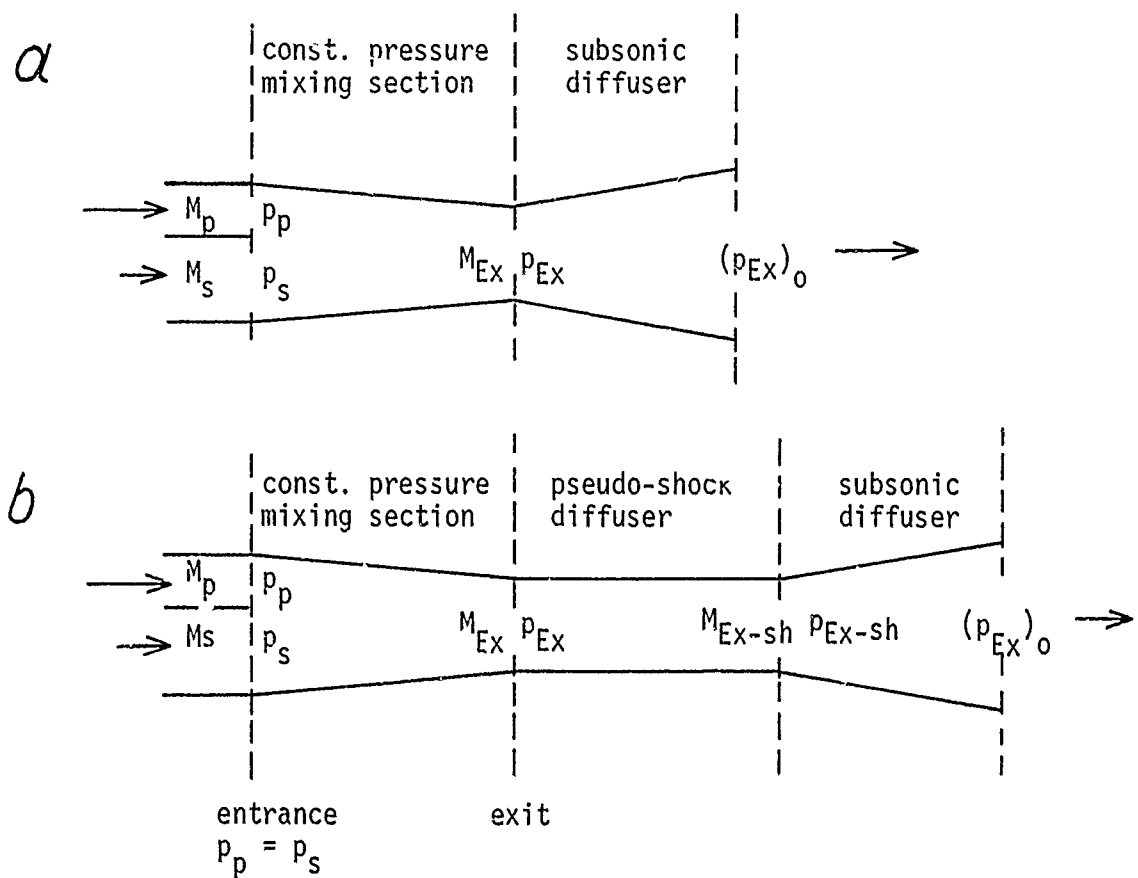 a
const. pressure mixing section
subsonic diffuser
M_p p_p
M_s p_s
M_Ex p_Ex
(p_Ex)_o
b
const. pressure mixing section
pseudo-shock diffuser
subsonic diffuser
M_p p_p
Ms p_s
M_Ex p_Ex
M_Ex-sh p_Ex-sh
(p_Ex)_o
entrance
p_p = p_s
exit